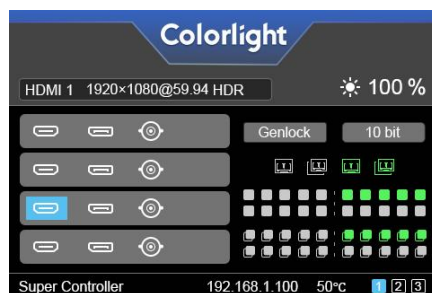 Colorlight
HDMI 1 1920×1080@59.94 HDR 100 %
Genlock 10 bit
Super Controller 192.168.1.100 50°C 1 2 3